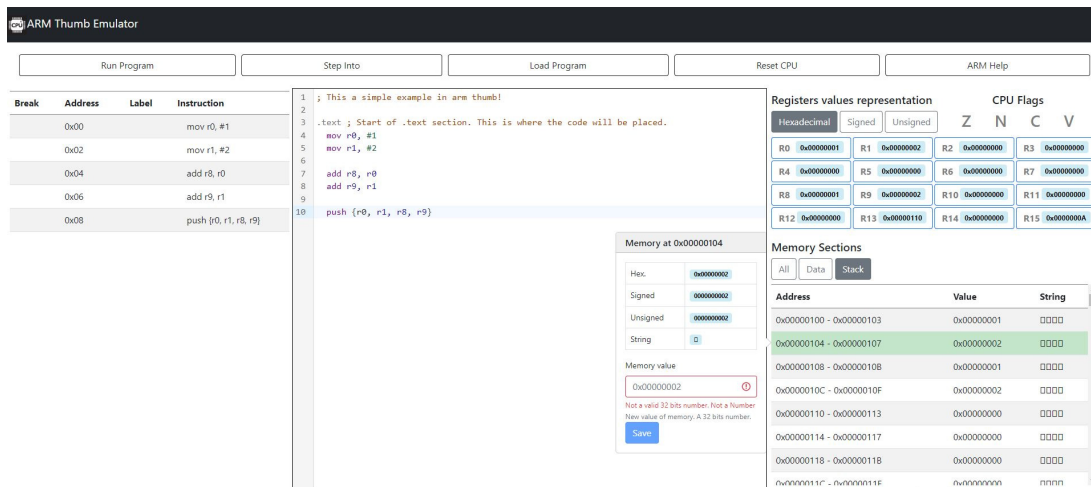 CPU ARM Thumb Emulator
Run Program
Step Into
Load Program
Reset CPU
ARM Help
Break Address Label Instruction
0x00 mov r0, #1
0x02 mov r1, #2
0x04 add r8, r0
0x06 add r9, r1
0x08 push {r0, r1, r8, r9}
1 ; This a simple example in arm thumb!
2
3 .text ; Start of .text section. This is where the code will be placed.
4 mov r0, #1
5 mov r1, #2
6
7 add r8, r0
8 add r9, r1
9
10 push {r0, r1, r8, r9}
Memory at 0x00000104
Hex. 0x00000002
Signed 0000000002
Unsigned 0000000002
String
Memory value
0x00000002
Not a valid 32 bits number. Not a Number
New value of memory. A 32 bits number.
Save
Registers values representation
Hexadecimal Signed Unsigned
CPU Flags
Z N C V
R0 0x00000001 R1 0x00000002 R2 0x00000000 R3 0x00000000
R4 0x00000000 R5 0x00000000 R6 0x00000000 R7 0x00000000
R8 0x00000001 R9 0x00000002 R10 0x00000000 R11 0x00000000
R12 0x00000000 R13 0x00000110 R14 0x00000000 R15 0x0000000A
Memory Sections
All Data Stack
Address Value String
0x00000100 - 0x00000103 0x00000001 □□□□
0x00000104 - 0x00000107 0x00000002 □□□□
0x00000108 - 0x0000010B 0x00000001 □□□□
0x0000010C - 0x0000010F 0x00000002 □□□□
0x00000110 - 0x00000113 0x00000000 □□□□
0x00000114 - 0x00000117 0x00000000 □□□□
0x00000118 - 0x0000011B 0x00000000 □□□□
0x0000011C - 0x0000011F 0x00000000 □□□□